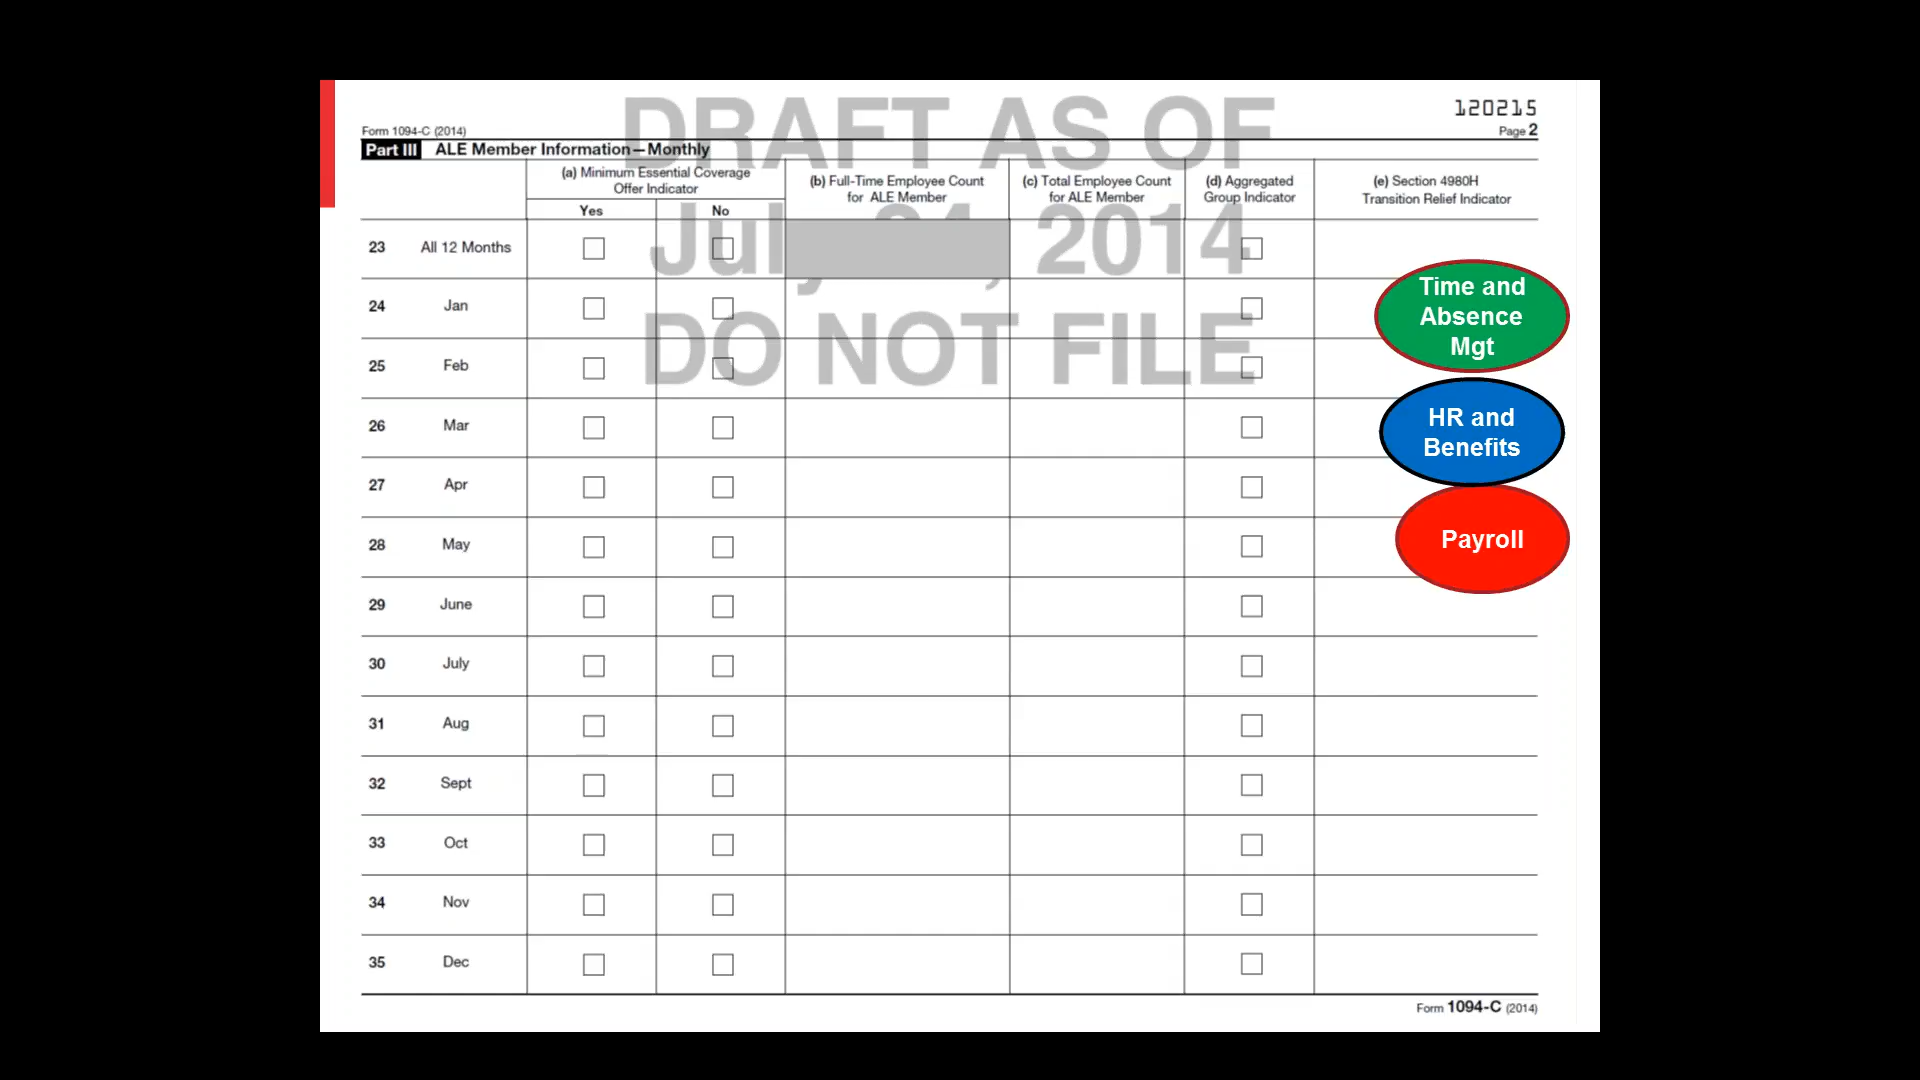 DRAFT AS OF
July 24, 2014
DO NOT FILE
120215
Form 1094-C (2014)
Page 2
Part III ALE Member Information—Monthly
(a) Minimum Essential Coverage
Offer Indicator
Yes No
(b) Full-Time Employee Count
for ALE Member
(c) Total Employee Count
for ALE Member
(d) Aggregated
Group Indicator
(e) Section 4980H
Transition Relief Indicator
23 All 12 Months
24 Jan
25 Feb
26 Mar
27 Apr
28 May
29 June
30 July
31 Aug
32 Sept
33 Oct
34 Nov
35 Dec
Time and
Absence
Mgt
HR and
Benefits
Payroll
Form 1094-C (2014)